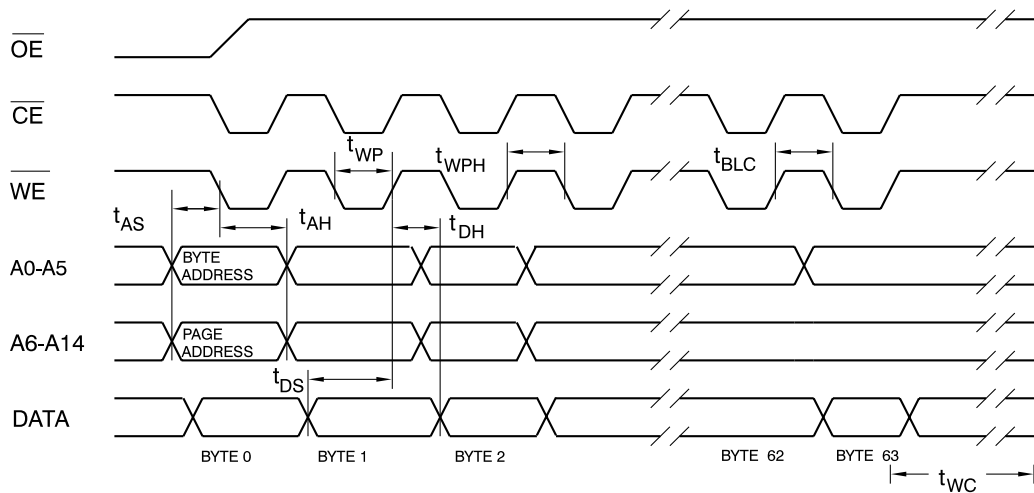 OE
CE
tWP
tWPH
tBLC
WE
tAS
tAH
tDH
A0-A5
BYTE
ADDRESS
A6-A14
PAGE
ADDRESS
tDS
DATA
BYTE 0
BYTE 1
BYTE 2
BYTE 62
BYTE 63
tWC